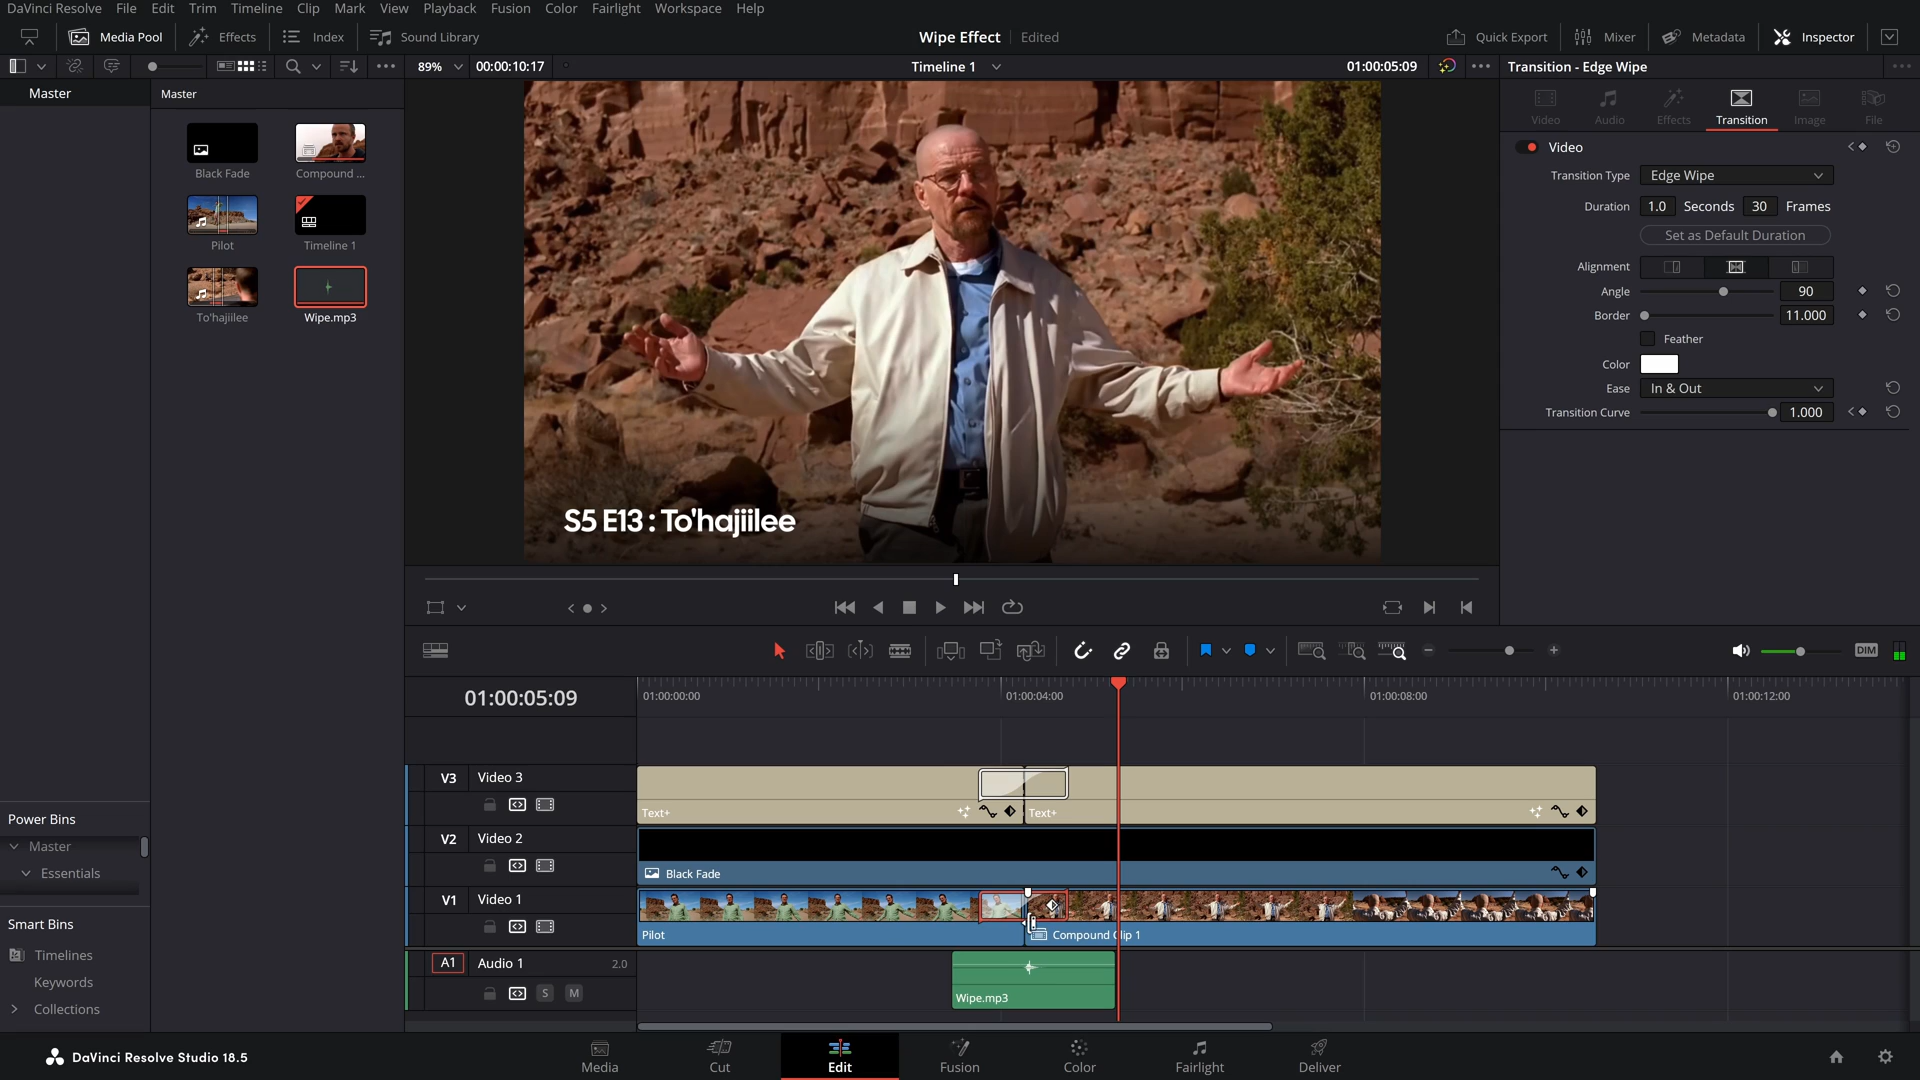 DaVinci Resolve File Edit Trim Timeline Clip Mark View Playback Fusion Color Fairlight Workspace Help
Media Pool Effects Index Sound Library Wipe Effect Edited Quick Export Mixer Metadata Inspector
89% 00:00:10:17 Timeline 1 01:00:05:09 Transition - Edge Wipe
Master Master
Video Audio Effects Transition Image File
Black Fade Compound ...
Pilot Timeline 1
To'hajiilee Wipe.mp3
Video
Transition Type Edge Wipe
Duration 1.0 Seconds 30 Frames
Set as Default Duration
Alignment
Angle 90
Border 11.000
Feather
Color
Ease In & Out
Transition Curve 1.000
S5 E13 : To'hajiilee
DIM
01:00:05:09 01:00:00:00 01:00:04:00 01:00:08:00 01:00:12:00
V3 Video 3
Text+ Text+
V2 Video 2
Black Fade
V1 Video 1
Pilot Compound Clip 1
A1 Audio 1 2.0
S M
Wipe.mp3
Power Bins
Master
Essentials
Smart Bins
Timelines
Keywords
Collections
DaVinci Resolve Studio 18.5
Media Cut Edit Fusion Color Fairlight Deliver